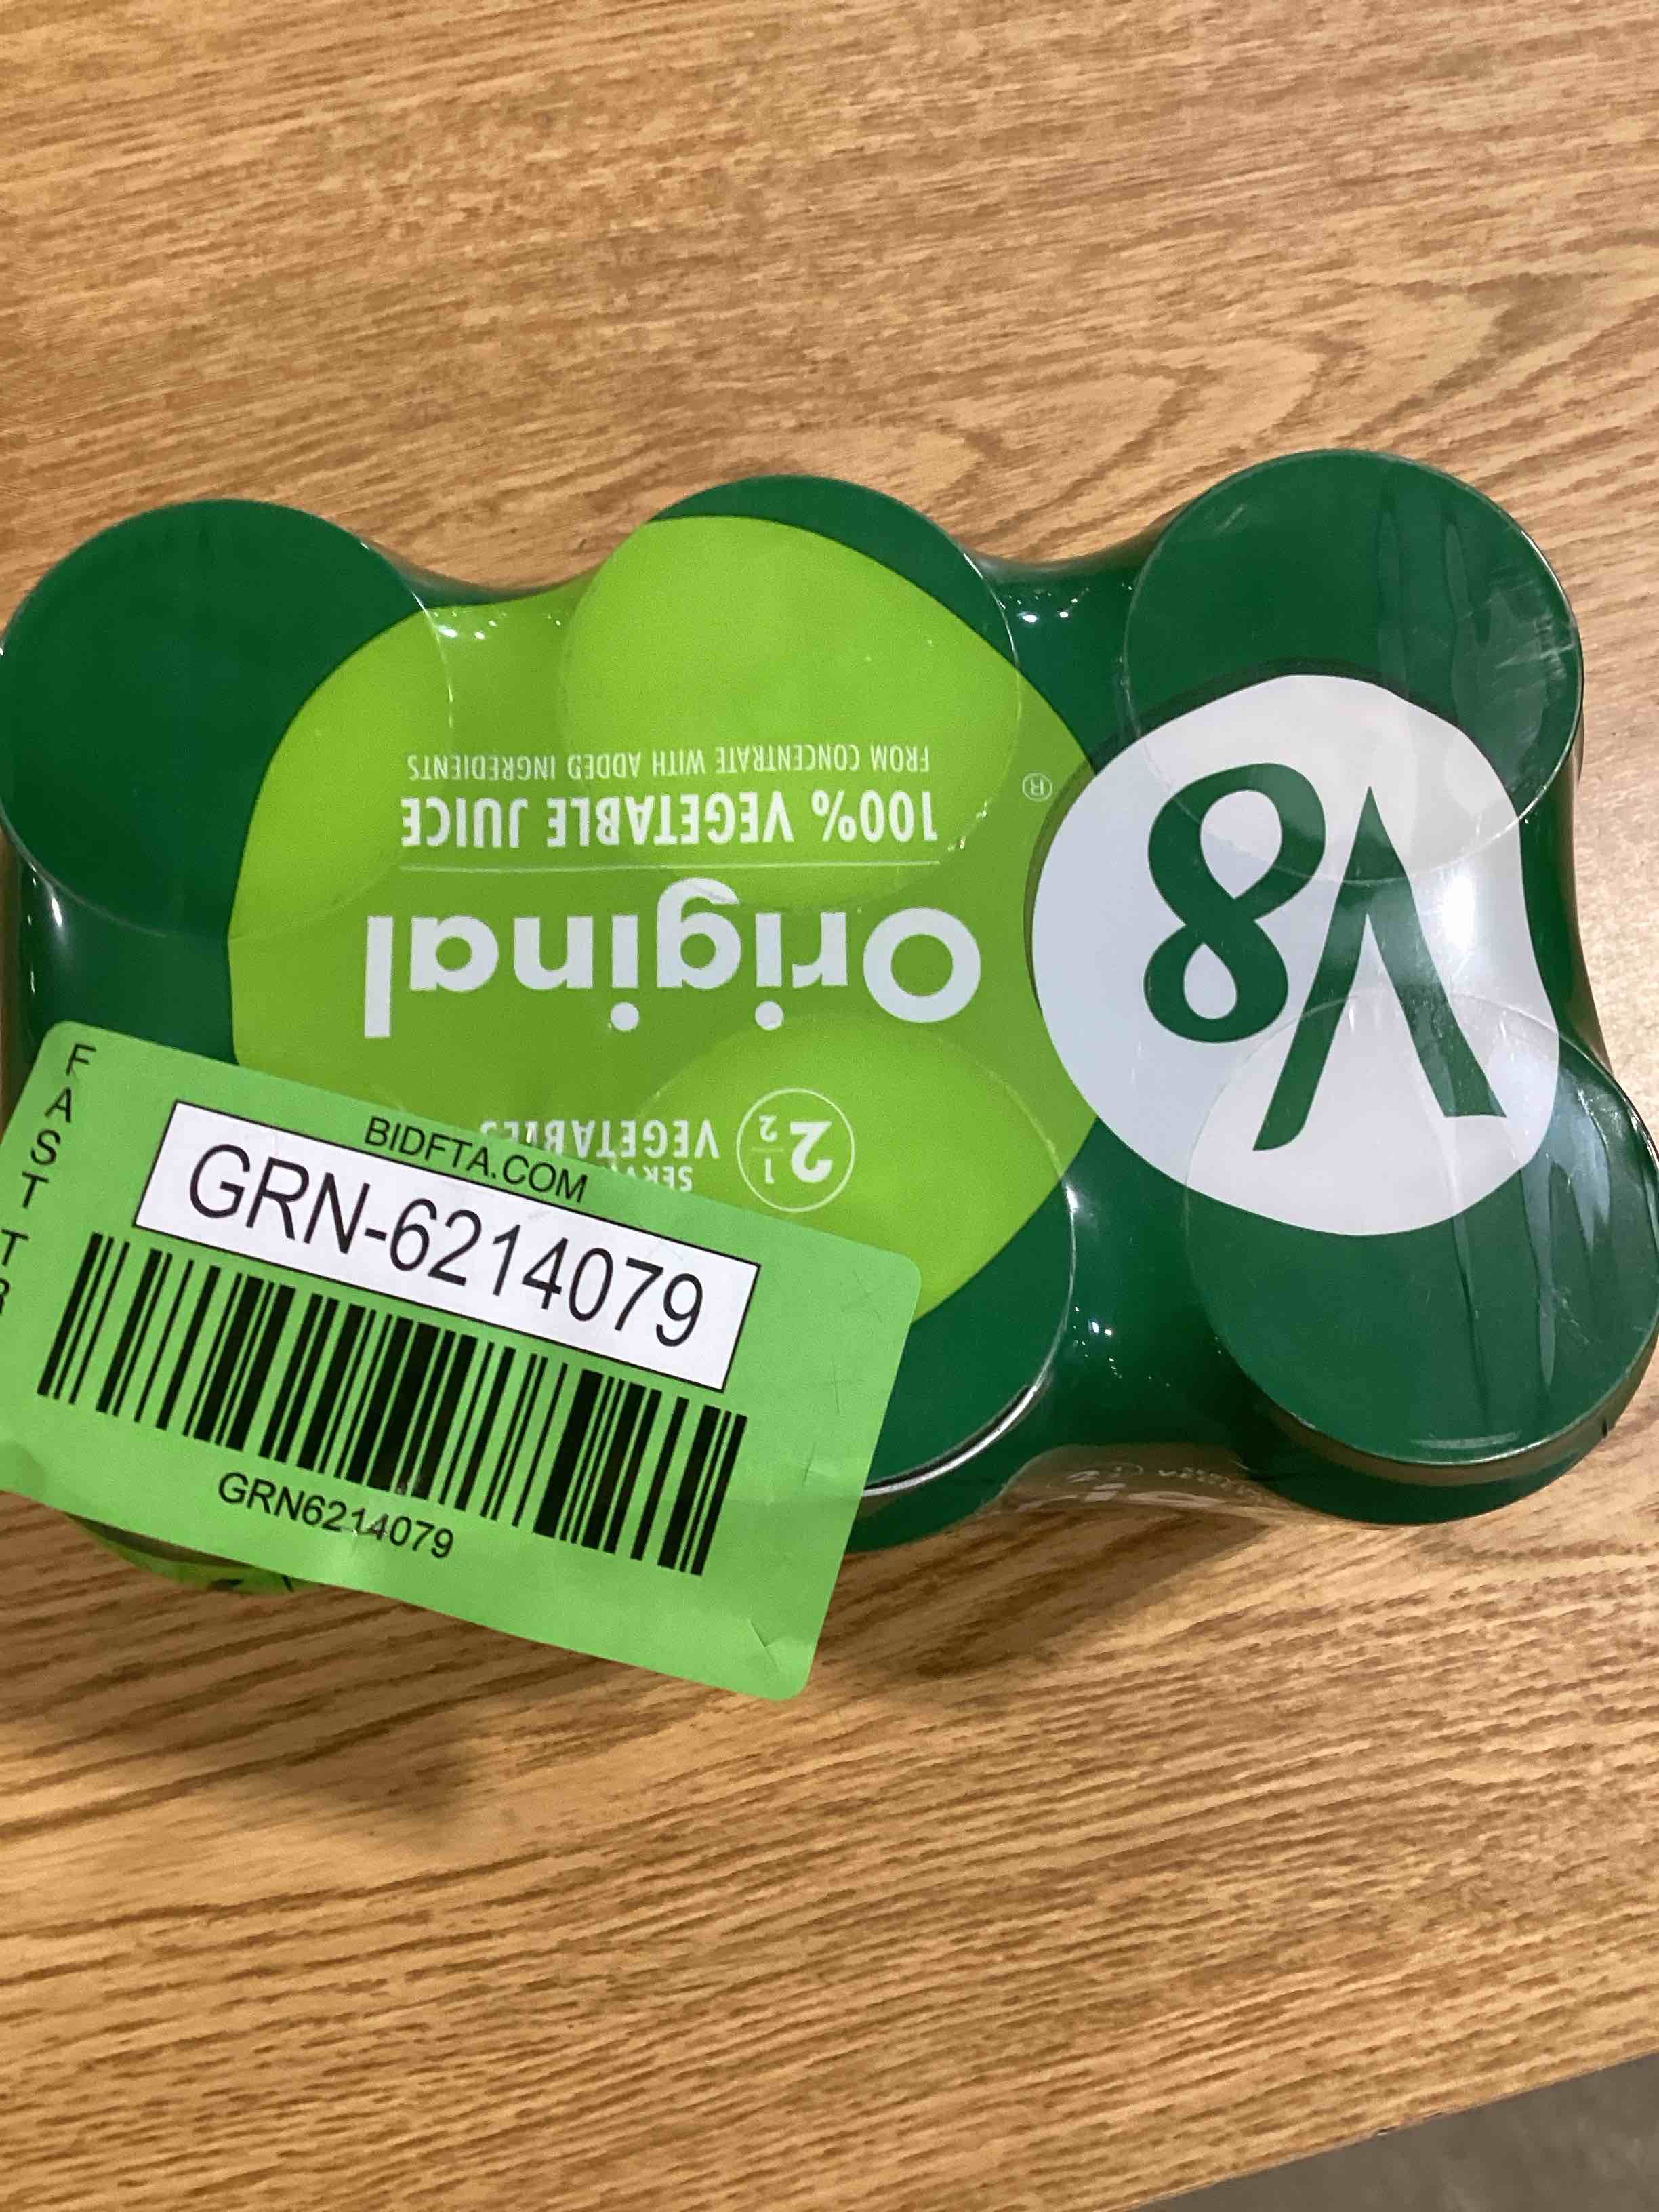 V8®
Original
100% VEGETABLE JUICE
FROM CONCENTRATE WITH ADDED INGREDIENTS
2 1/2
VEGETABLES
FAST TR
BIDFTA.COM
GRN-6214079
GRN6214079